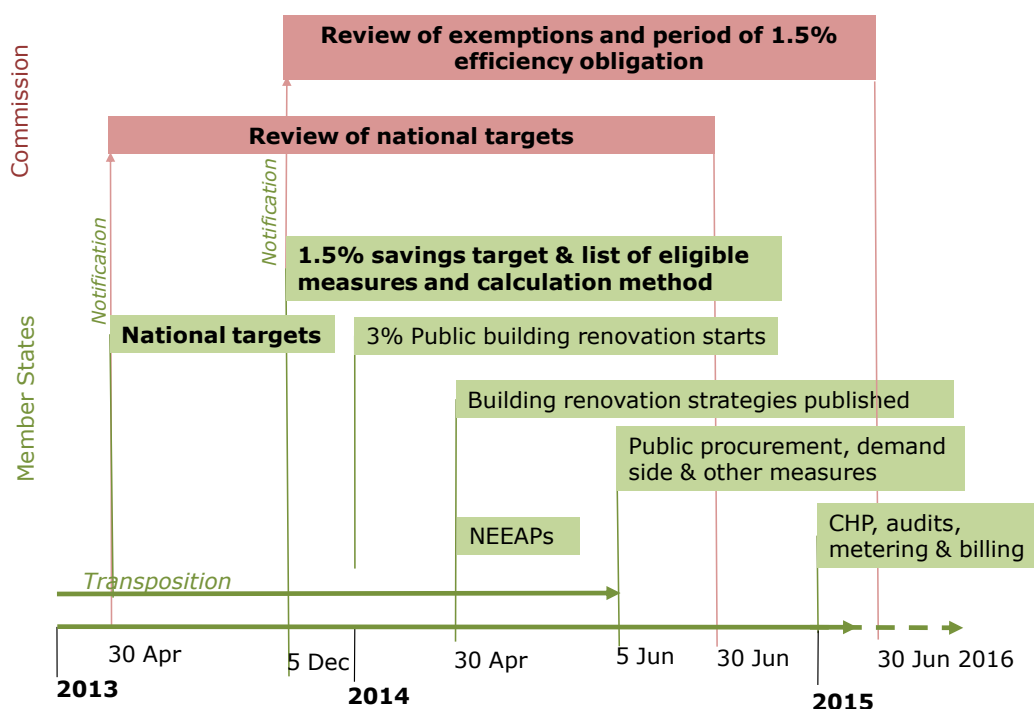 Commission
Review of exemptions and period of 1.5%
efficiency obligation
Review of national targets
Notification
Notification
Member States
1.5% savings target & list of eligible
measures and calculation method
National targets
3% Public building renovation starts
Building renovation strategies published
Public procurement, demand
side & other measures
NEEAPs
CHP, audits,
metering & billing
Transposition
30 Apr
5 Dec
30 Apr
5 Jun
30 Jun
30 Jun 2016
2013
2014
2015